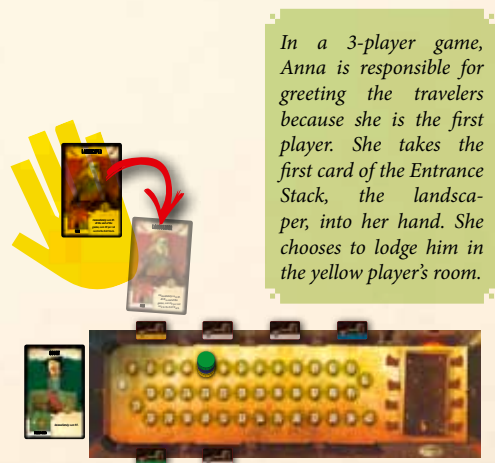 In a 3-player game,
Anna is responsible for
greeting the travelers
because she is the first
player. She takes the
first card of the Entrance
Stack, the landsca-
per, into her hand. She
chooses to lodge him in
the yellow player's room.